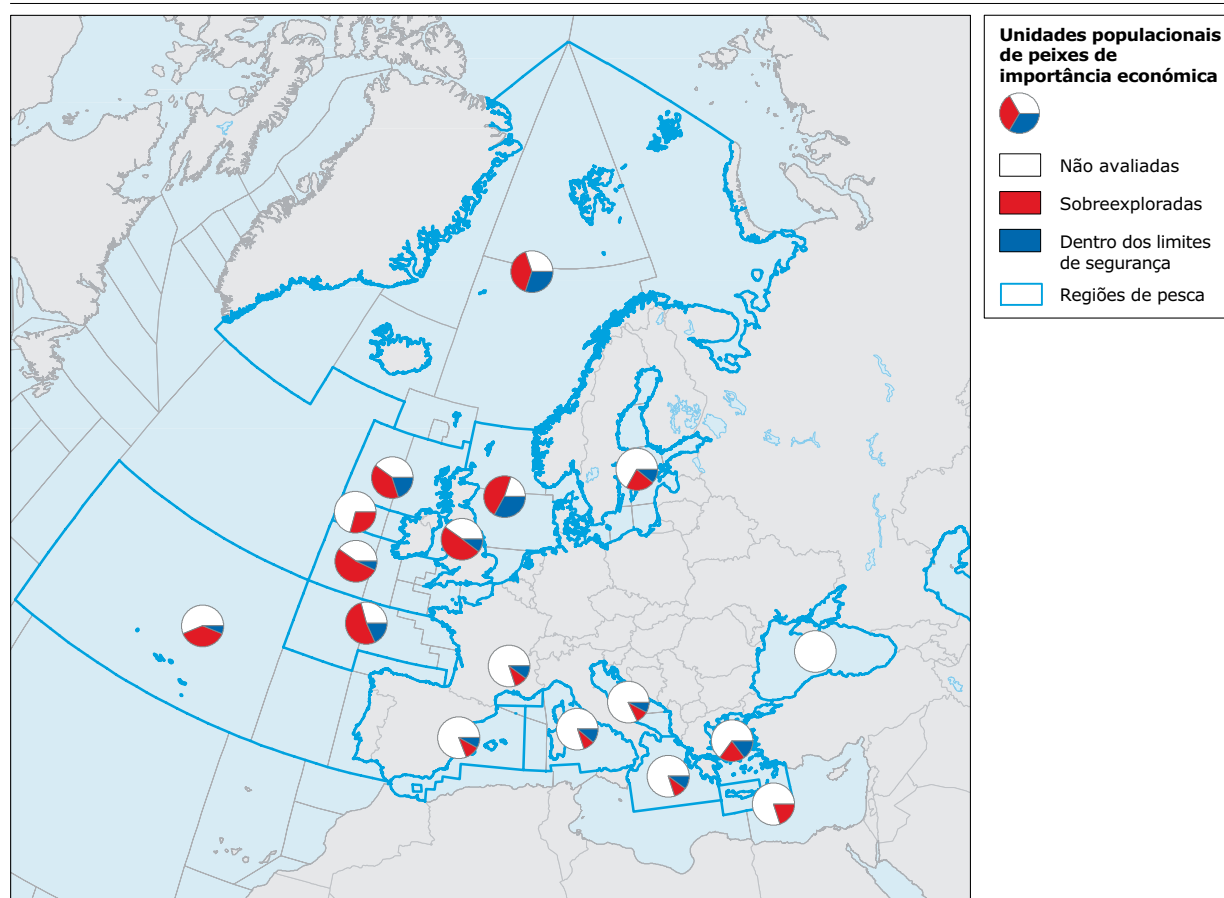 Unidades populacionais
de peixes de
importância económica
Não avaliadas
Sobreexploradas
Dentro dos limites
de segurança
Regiões de pesca